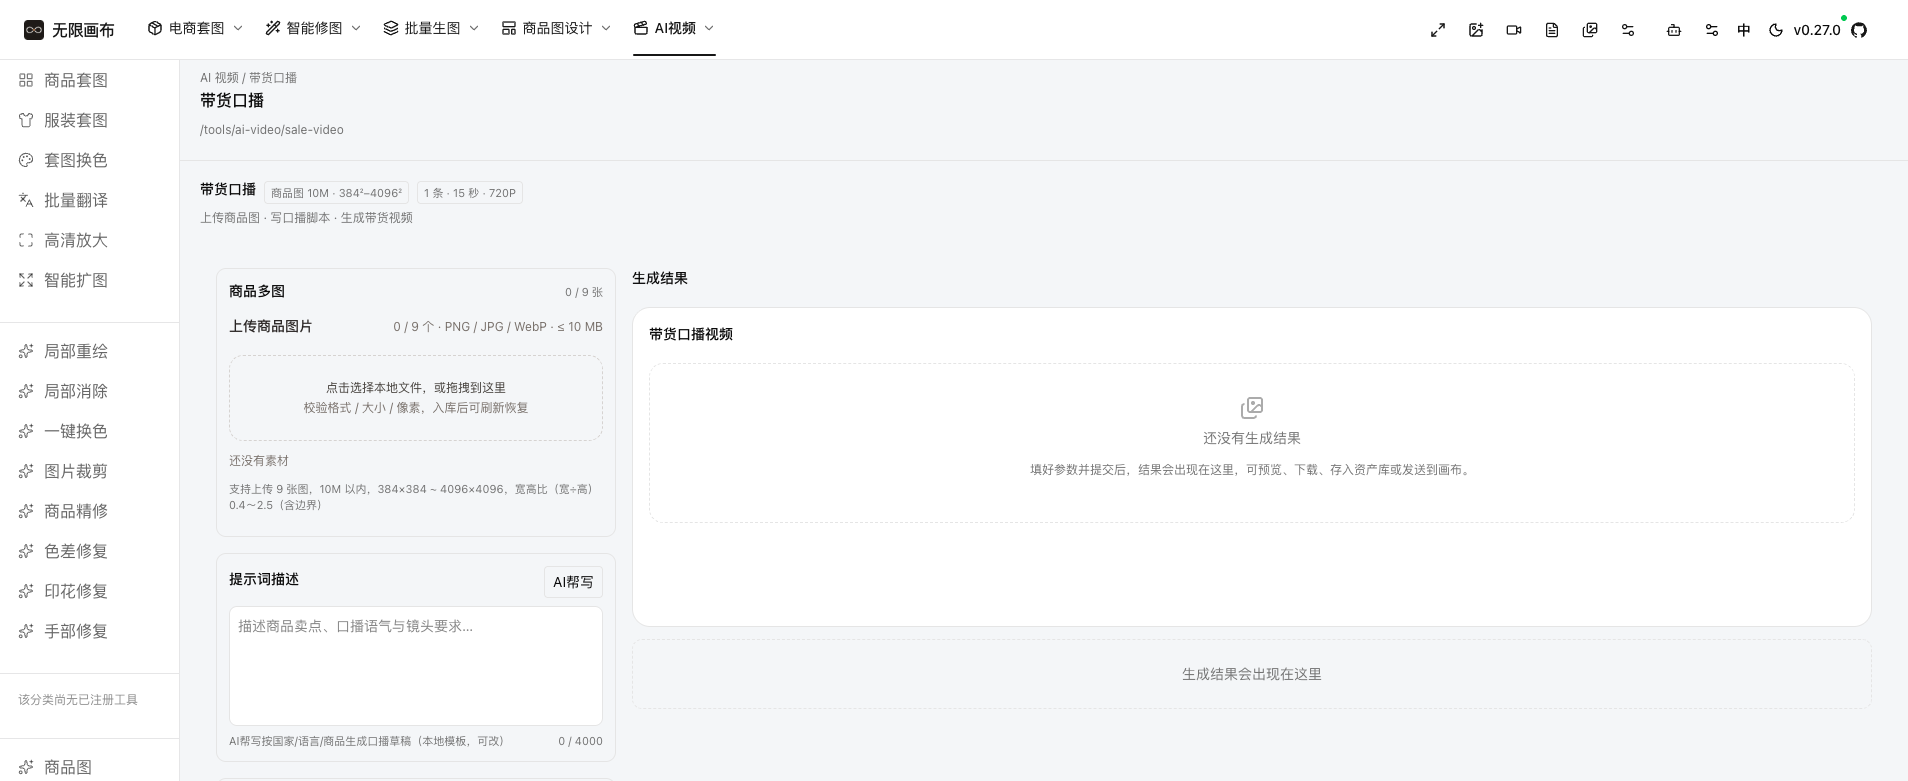 无限画布
电商套图
智能修图
批量生图
商品图设计
AI视频
中
v0.27.0
商品套图
服装套图
套图换色
批量翻译
高清放大
智能扩图
局部重绘
局部消除
一键换色
图片裁剪
商品精修
色差修复
印花修复
手部修复
该分类尚无已注册工具
商品图
AI 视频 / 带货口播
带货口播
/tools/ai-video/sale-video
带货口播 商品图 10M · 384²–4096² 1 条 · 15 秒 · 720P
上传商品图 · 写口播脚本 · 生成带货视频
商品多图 0 / 9 张
上传商品图片 0 / 9 个 · PNG / JPG / WebP · ≤ 10 MB
点击选择本地文件，或拖拽到这里
校验格式 / 大小 / 像素，入库后可刷新恢复
还没有素材
支持上传 9 张图，10M 以内，384×384 ~ 4096×4096，宽高比（宽÷高）
0.4～2.5（含边界）
提示词描述 AI帮写
描述商品卖点、口播语气与镜头要求...
AI帮写按国家/语言/商品生成口播草稿（本地模板，可改） 0 / 4000
生成结果
带货口播视频
还没有生成结果
填好参数并提交后，结果会出现在这里，可预览、下载、存入资产库或发送到画布。
生成结果会出现在这里